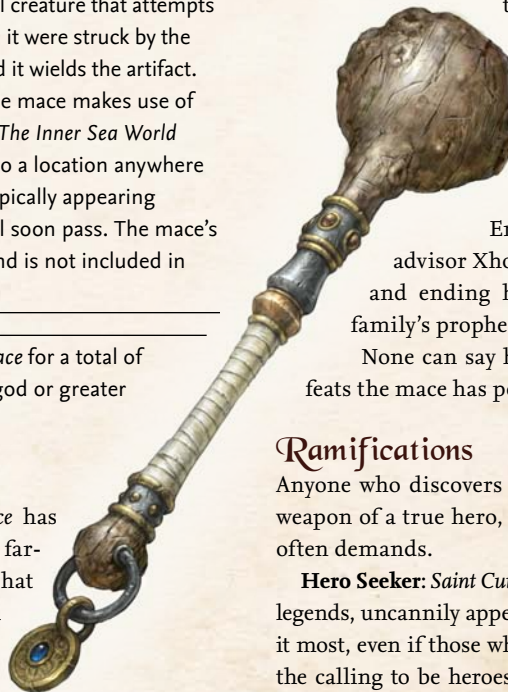 l creature that attempts
it were struck by the
d it wields the artifact.
e mace makes use of
The Inner Sea World
o a location anywhere
pically appearing
l soon pass. The mace's
nd is not included in
ace for a total of
god or greater
ce has
far-
hat
t
En
advisor Xho
and ending h
family's prophe
None can say h
feats the mace has pe
Ramifications
Anyone who discovers
weapon of a true hero,
often demands.
Hero Seeker: Saint Cu
legends, uncannily appe
it most, even if those wh
the calling to be heroes